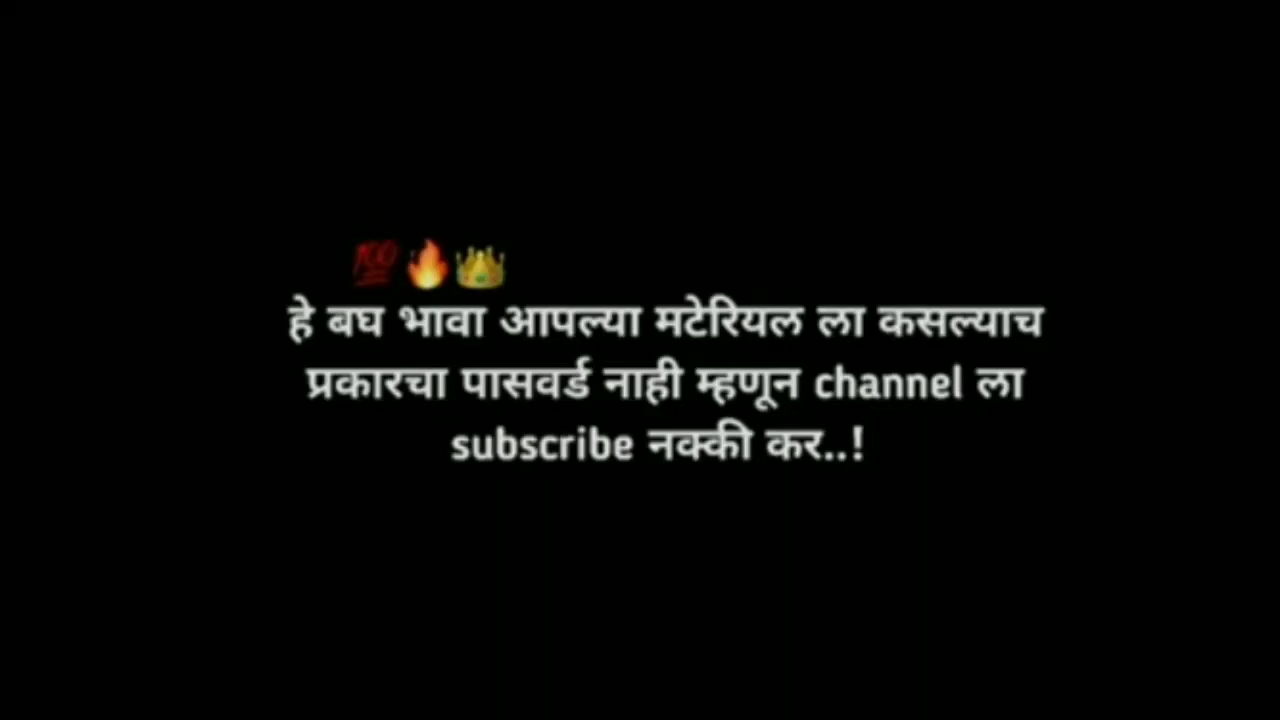 💯🔥👑
हे बघ भावा आपल्या मटेरियल ला कसल्याच
प्रकारचा पासवर्ड नाही म्हणून channel ला
subscribe नक्की कर..!